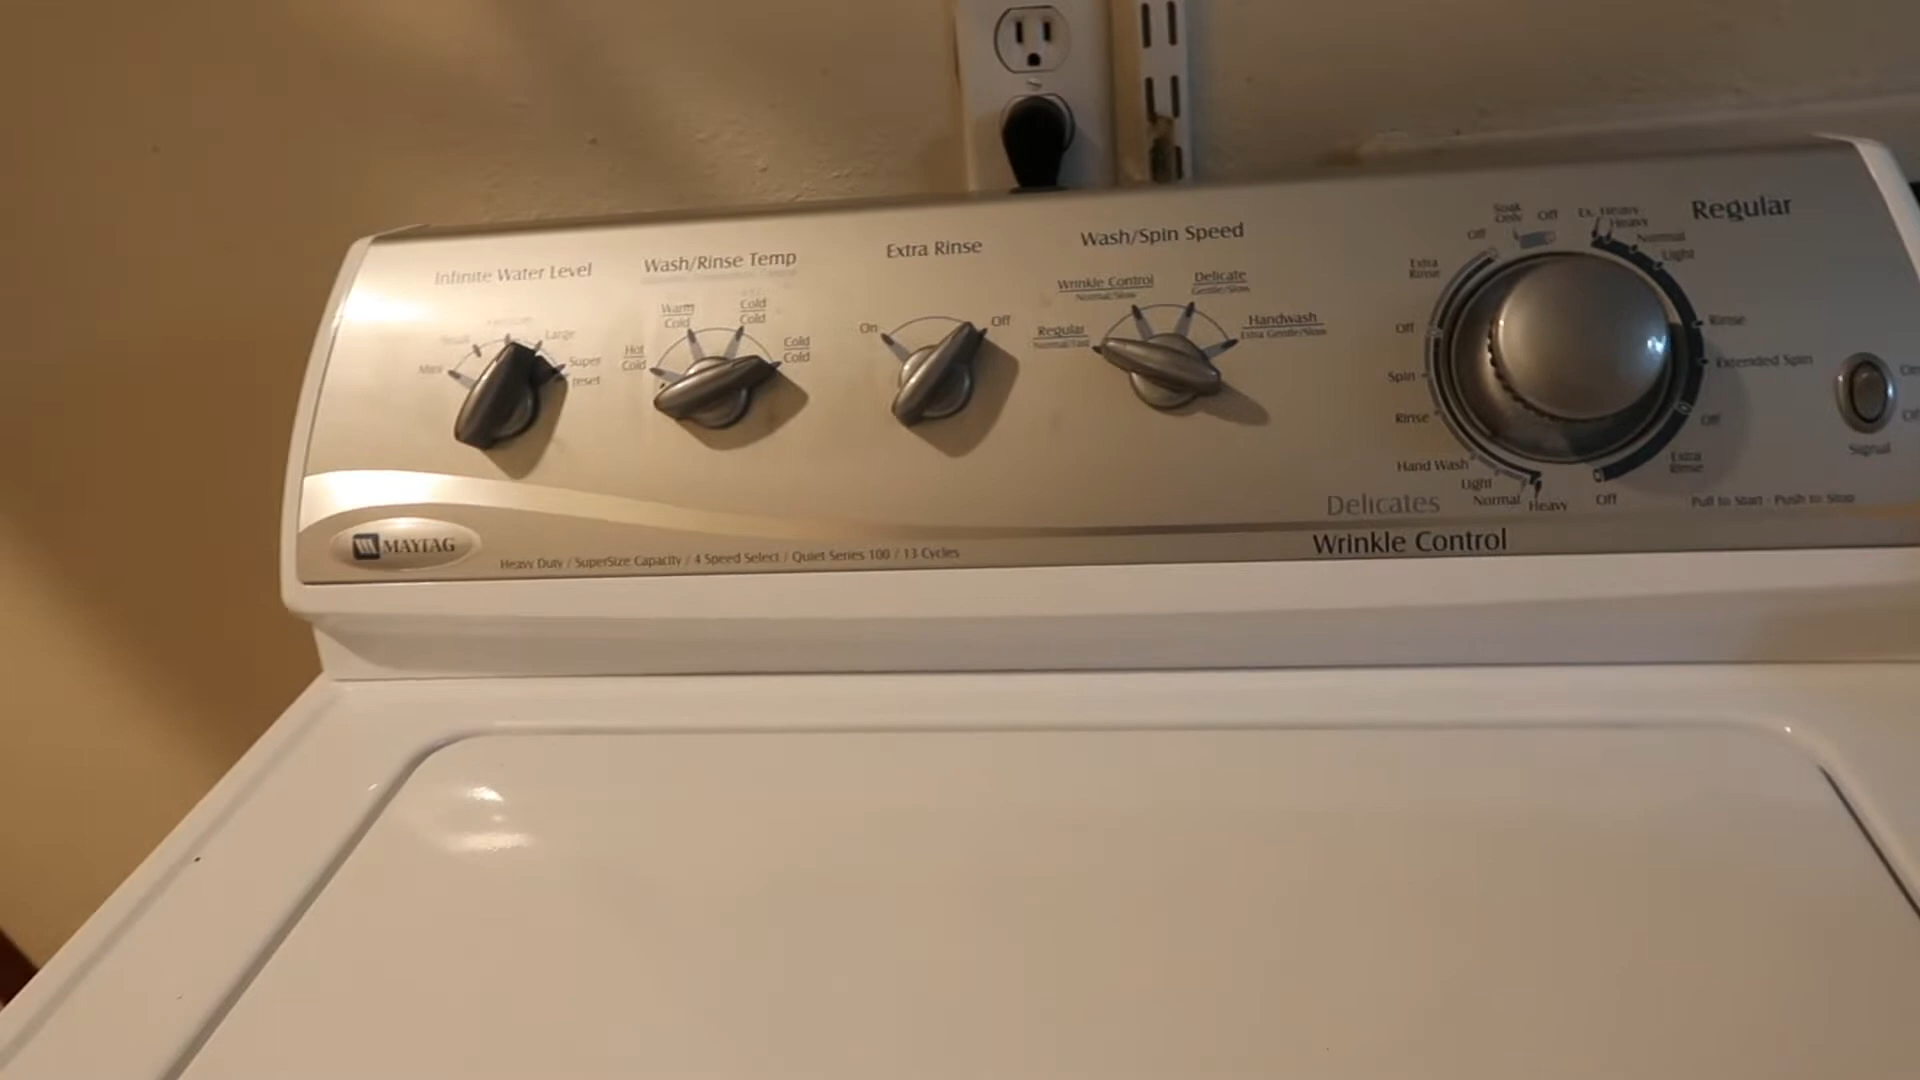 Infinite Water Level
Mini
Small
Large
Super
reset
Wash/Rinse Temp
Hot
Cold
Warm
Cold
Cold
Cold
Cold
Cold
Extra Rinse
On
Off
Wash/Spin Speed
Regular
Normal/Fast
Wrinkle Control
Normal/Slow
Delicate
Gentle/Slow
Handwash
Extra Gentle/Slow
Regular
Soak
Only
Off
Ex. Heavy
Heavy
Normal
Light
Rinse
Extended Spin
Off
Extra
Rinse
Off
Off
Extra
Rinse
Off
Spin
Rinse
Hand Wash
Light
Normal
Heavy
Delicates
Wrinkle Control
Pull to Start - Push to Stop
Signal
MAYTAG
Heavy Duty / SuperSize Capacity / 4 Speed Select / Quiet Series 100 / 13 Cycles